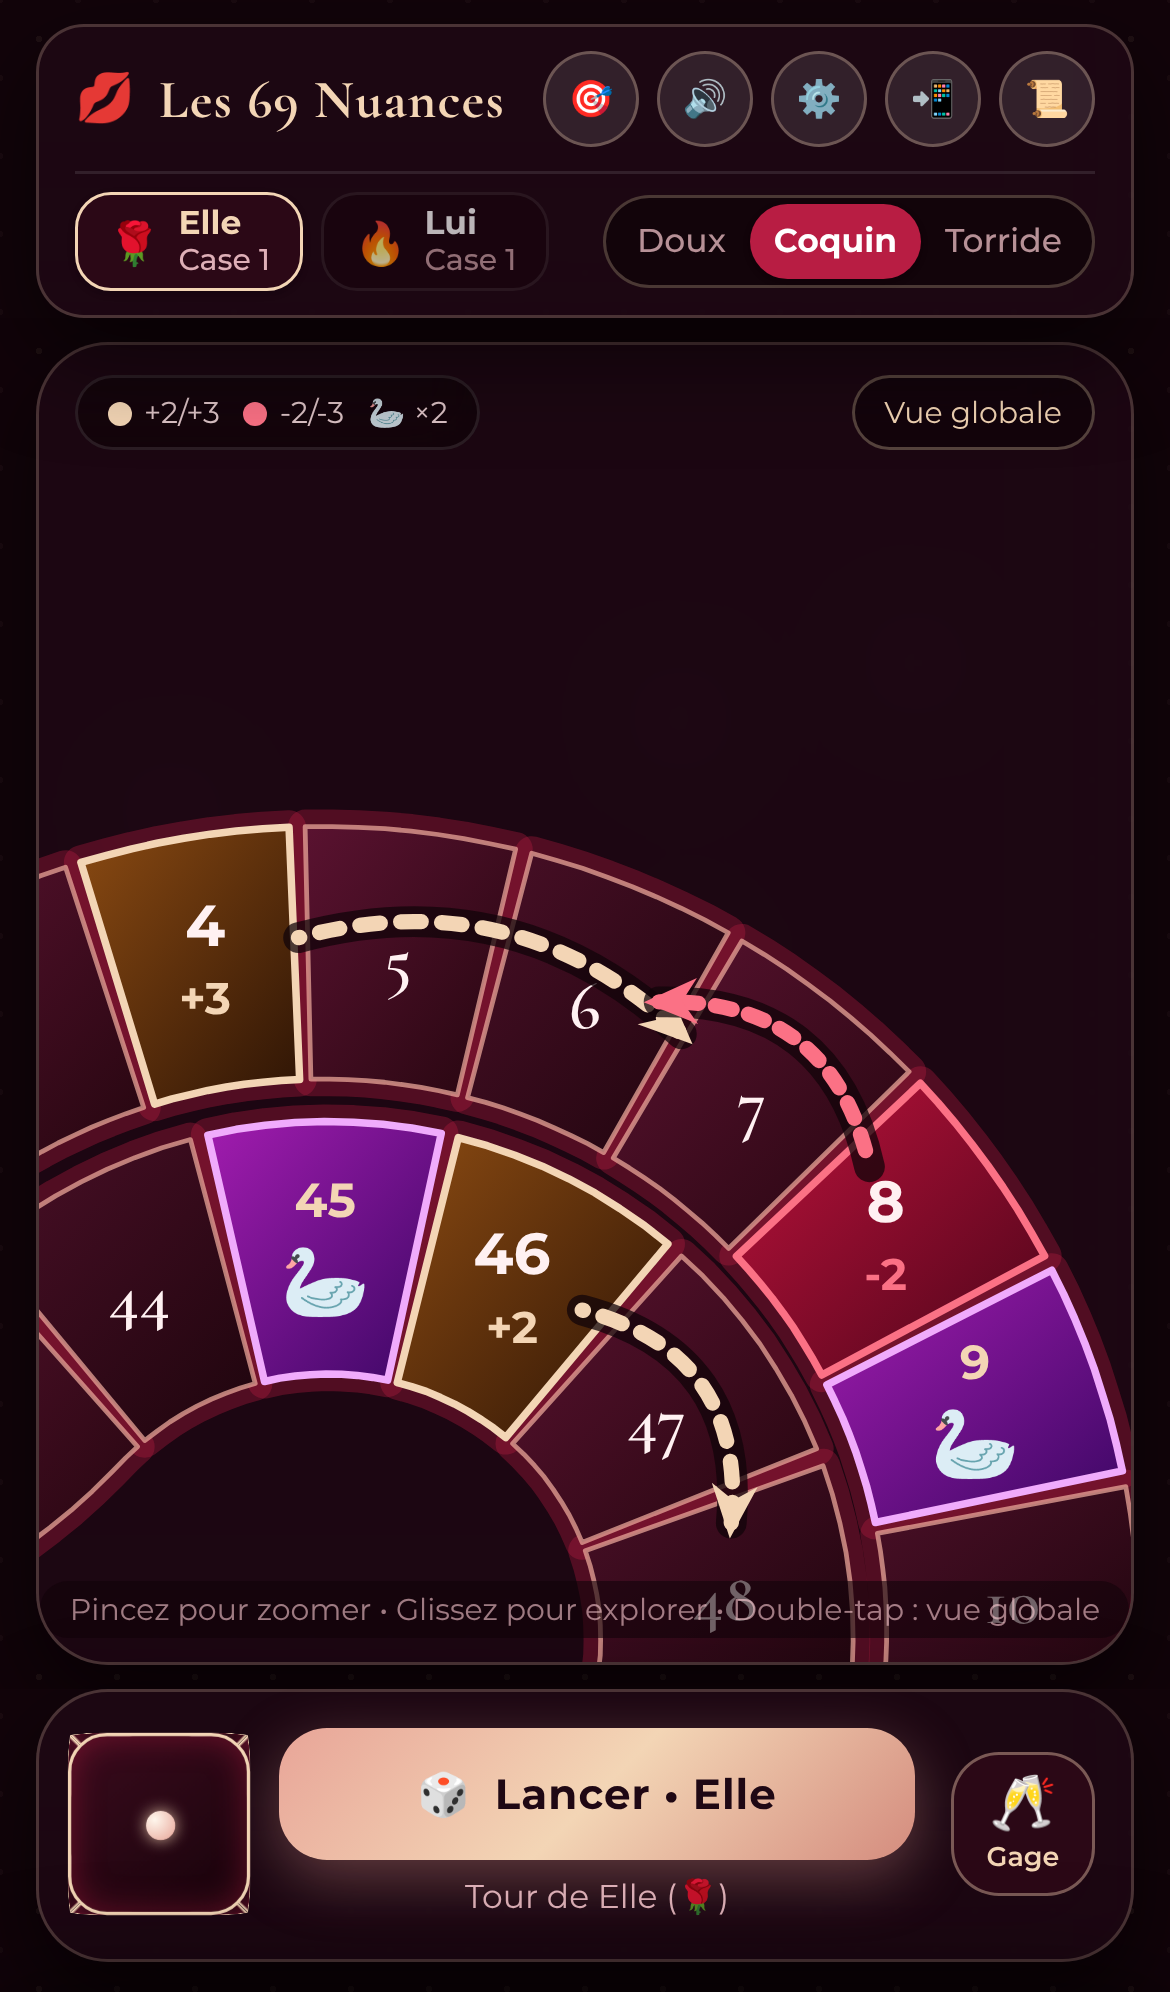 Les 69 Nuances
Elle
Case 1
Lui
Case 1
Doux
Coquin
Torride
+2/+3
-2/-3
×2
Vue globale
4
+3
5
6
7
8
-2
9
44
45
46
+2
47
48
10
Pincez pour zoomer • Glissez pour explorer • Double-tap : vue globale
Lancer • Elle
Tour de Elle (🌹)
Gage